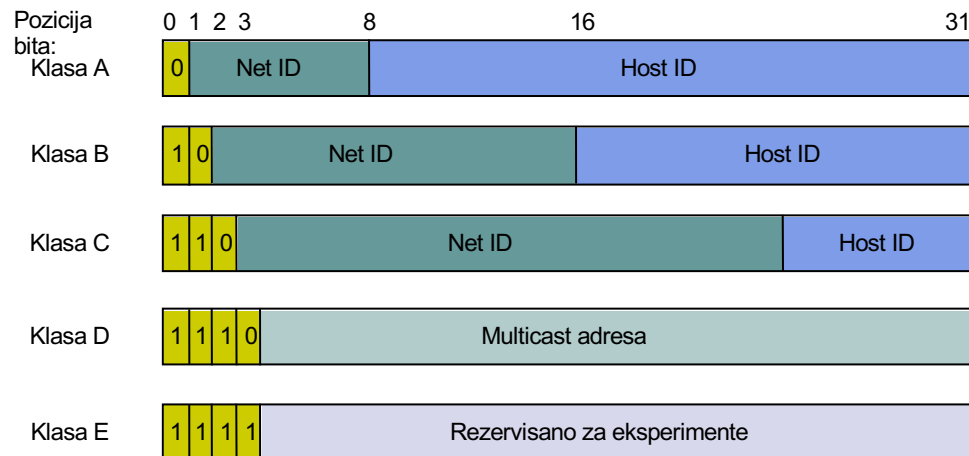 Pozicija bita: 0 1 2 3 8 16 31
Klasa A 0 Net ID Host ID
Klasa B 1 0 Net ID Host ID
Klasa C 1 1 0 Net ID Host ID
Klasa D 1 1 1 0 Multicast adresa
Klasa E 1 1 1 1 Rezervisano za eksperimente